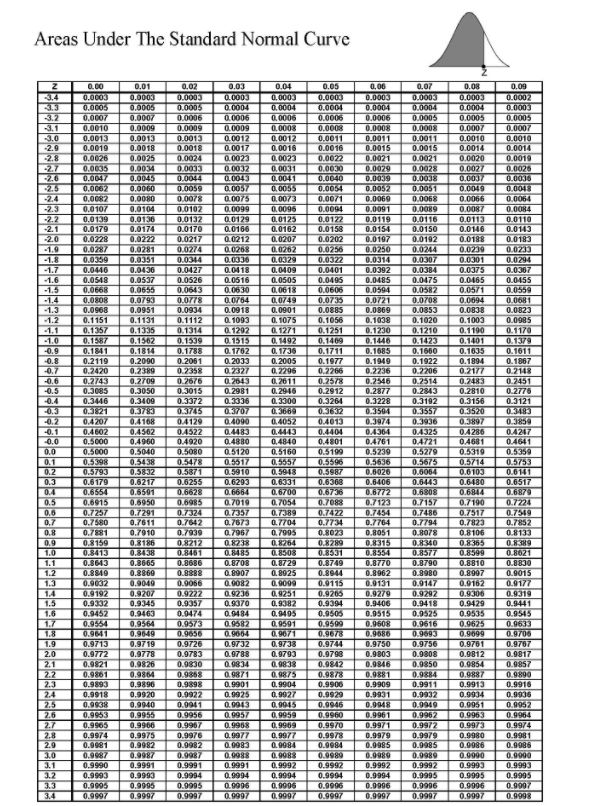 Areas Under The Standard Normal Curve
z
Z 0.00 0.01 0.02 0.03 0.04 0.05 0.06 0.07 0.08 0.09
-3.4 0.0003 0.0003 0.0003 0.0003 0.0003 0.0003 0.0003 0.0003 0.0003 0.0002
-3.3 0.0005 0.0005 0.0005 0.0004 0.0004 0.0004 0.0004 0.0004 0.0004 0.0003
-3.2 0.0007 0.0007 0.0006 0.0006 0.0006 0.0006 0.0006 0.0005 0.0005 0.0005
-3.1 0.0010 0.0009 0.0009 0.0009 0.0008 0.0008 0.0008 0.0008 0.0007 0.0007
-3.0 0.0013 0.0013 0.0013 0.0012 0.0012 0.0011 0.0011 0.0011 0.0010 0.0010
-2.9 0.0019 0.0018 0.0018 0.0017 0.0016 0.0016 0.0015 0.0015 0.0014 0.0014
-2.8 0.0026 0.0025 0.0024 0.0023 0.0023 0.0022 0.0021 0.0021 0.0020 0.0019
-2.7 0.0035 0.0034 0.0033 0.0032 0.0031 0.0030 0.0029 0.0028 0.0027 0.0026
-2.6 0.0047 0.0045 0.0044 0.0043 0.0041 0.0040 0.0039 0.0038 0.0037 0.0036
-2.5 0.0062 0.0060 0.0059 0.0057 0.0055 0.0054 0.0052 0.0051 0.0049 0.0048
-2.4 0.0082 0.0080 0.0078 0.0075 0.0073 0.0071 0.0069 0.0068 0.0066 0.0064
-2.3 0.0107 0.0104 0.0102 0.0099 0.0096 0.0094 0.0091 0.0089 0.0087 0.0084
-2.2 0.0139 0.0136 0.0132 0.0129 0.0125 0.0122 0.0119 0.0116 0.0113 0.0110
-2.1 0.0179 0.0174 0.0170 0.0166 0.0162 0.0158 0.0154 0.0150 0.0146 0.0143
-2.0 0.0228 0.0222 0.0217 0.0212 0.0207 0.0202 0.0197 0.0192 0.0188 0.0183
-1.9 0.0287 0.0281 0.0274 0.0268 0.0262 0.0256 0.0250 0.0244 0.0239 0.0233
-1.8 0.0359 0.0351 0.0344 0.0336 0.0329 0.0322 0.0314 0.0307 0.0301 0.0294
-1.7 0.0446 0.0436 0.0427 0.0418 0.0409 0.0401 0.0392 0.0384 0.0375 0.0367
-1.6 0.0548 0.0537 0.0526 0.0516 0.0505 0.0495 0.0485 0.0475 0.0465 0.0455
-1.5 0.0668 0.0655 0.0643 0.0630 0.0618 0.0606 0.0594 0.0582 0.0571 0.0559
-1.4 0.0808 0.0793 0.0778 0.0764 0.0749 0.0735 0.0721 0.0708 0.0694 0.0681
-1.3 0.0968 0.0951 0.0934 0.0918 0.0901 0.0885 0.0869 0.0853 0.0838 0.0823
-1.2 0.1151 0.1131 0.1112 0.1093 0.1075 0.1056 0.1038 0.1020 0.1003 0.0985
-1.1 0.1357 0.1335 0.1314 0.1292 0.1271 0.1251 0.1230 0.1210 0.1190 0.1170
-1.0 0.1587 0.1562 0.1539 0.1515 0.1492 0.1469 0.1446 0.1423 0.1401 0.1379
-0.9 0.1841 0.1814 0.1788 0.1762 0.1736 0.1711 0.1685 0.1660 0.1635 0.1611
-0.8 0.2119 0.2090 0.2061 0.2033 0.2005 0.1977 0.1949 0.1922 0.1894 0.1867
-0.7 0.2420 0.2389 0.2358 0.2327 0.2296 0.2266 0.2236 0.2206 0.2177 0.2148
-0.6 0.2743 0.2709 0.2676 0.2643 0.2611 0.2578 0.2546 0.2514 0.2483 0.2451
-0.5 0.3085 0.3050 0.3015 0.2981 0.2946 0.2912 0.2877 0.2843 0.2810 0.2776
-0.4 0.3446 0.3409 0.3372 0.3336 0.3300 0.3264 0.3228 0.3192 0.3156 0.3121
-0.3 0.3821 0.3783 0.3745 0.3707 0.3669 0.3632 0.3594 0.3557 0.3520 0.3483
-0.2 0.4207 0.4168 0.4129 0.4090 0.4052 0.4013 0.3974 0.3936 0.3897 0.3859
-0.1 0.4602 0.4562 0.4522 0.4483 0.4443 0.4404 0.4364 0.4325 0.4286 0.4247
-0.0 0.5000 0.4960 0.4920 0.4880 0.4840 0.4801 0.4761 0.4721 0.4681 0.4641
0.0 0.5000 0.5040 0.5080 0.5120 0.5160 0.5199 0.5239 0.5279 0.5319 0.5359
0.1 0.5398 0.5438 0.5478 0.5517 0.5557 0.5596 0.5636 0.5675 0.5714 0.5753
0.2 0.5793 0.5832 0.5871 0.5910 0.5948 0.5987 0.6026 0.6064 0.6103 0.6141
0.3 0.6179 0.6217 0.6255 0.6293 0.6331 0.6368 0.6406 0.6443 0.6480 0.6517
0.4 0.6554 0.6591 0.6628 0.6664 0.6700 0.6736 0.6772 0.6808 0.6844 0.6879
0.5 0.6915 0.6950 0.6985 0.7019 0.7054 0.7088 0.7123 0.7157 0.7190 0.7224
0.6 0.7257 0.7291 0.7324 0.7357 0.7389 0.7422 0.7454 0.7486 0.7517 0.7549
0.7 0.7580 0.7611 0.7642 0.7673 0.7704 0.7734 0.7764 0.7794 0.7823 0.7852
0.8 0.7881 0.7910 0.7939 0.7967 0.7995 0.8023 0.8051 0.8078 0.8106 0.8133
0.9 0.8159 0.8186 0.8212 0.8238 0.8264 0.8289 0.8315 0.8340 0.8365 0.8389
1.0 0.8413 0.8438 0.8461 0.8485 0.8508 0.8531 0.8554 0.8577 0.8599 0.8621
1.1 0.8643 0.8665 0.8686 0.8708 0.8729 0.8749 0.8770 0.8790 0.8810 0.8830
1.2 0.8849 0.8869 0.8888 0.8907 0.8925 0.8944 0.8962 0.8980 0.8997 0.9015
1.3 0.9032 0.9049 0.9066 0.9082 0.9099 0.9115 0.9131 0.9147 0.9162 0.9177
1.4 0.9192 0.9207 0.9222 0.9236 0.9251 0.9265 0.9279 0.9292 0.9306 0.9319
1.5 0.9332 0.9345 0.9357 0.9370 0.9382 0.9394 0.9406 0.9418 0.9429 0.9441
1.6 0.9452 0.9463 0.9474 0.9484 0.9495 0.9505 0.9515 0.9525 0.9535 0.9545
1.7 0.9554 0.9564 0.9573 0.9582 0.9591 0.9599 0.9608 0.9616 0.9625 0.9633
1.8 0.9641 0.9649 0.9656 0.9664 0.9671 0.9678 0.9686 0.9693 0.9699 0.9706
1.9 0.9713 0.9719 0.9726 0.9732 0.9738 0.9744 0.9750 0.9756 0.9761 0.9767
2.0 0.9772 0.9778 0.9783 0.9788 0.9793 0.9798 0.9803 0.9808 0.9812 0.9817
2.1 0.9821 0.9826 0.9830 0.9834 0.9838 0.9842 0.9846 0.9850 0.9854 0.9857
2.2 0.9861 0.9864 0.9868 0.9871 0.9875 0.9878 0.9881 0.9884 0.9887 0.9890
2.3 0.9893 0.9896 0.9898 0.9901 0.9904 0.9906 0.9909 0.9911 0.9913 0.9916
2.4 0.9918 0.9920 0.9922 0.9925 0.9927 0.9929 0.9931 0.9932 0.9934 0.9936
2.5 0.9938 0.9940 0.9941 0.9943 0.9945 0.9946 0.9948 0.9949 0.9951 0.9952
2.6 0.9953 0.9955 0.9956 0.9957 0.9959 0.9960 0.9961 0.9962 0.9963 0.9964
2.7 0.9965 0.9966 0.9967 0.9968 0.9969 0.9970 0.9971 0.9972 0.9973 0.9974
2.8 0.9974 0.9975 0.9976 0.9977 0.9977 0.9978 0.9979 0.9979 0.9980 0.9981
2.9 0.9981 0.9982 0.9982 0.9983 0.9984 0.9984 0.9985 0.9985 0.9986 0.9986
3.0 0.9987 0.9987 0.9987 0.9988 0.9988 0.9989 0.9989 0.9989 0.9990 0.9990
3.1 0.9990 0.9991 0.9991 0.9991 0.9992 0.9992 0.9992 0.9992 0.9993 0.9993
3.2 0.9993 0.9993 0.9994 0.9994 0.9994 0.9994 0.9994 0.9995 0.9995 0.9995
3.3 0.9995 0.9995 0.9995 0.9996 0.9996 0.9996 0.9996 0.9996 0.9996 0.9997
3.4 0.9997 0.9997 0.9997 0.9997 0.9997 0.9997 0.9997 0.9997 0.9997 0.9998